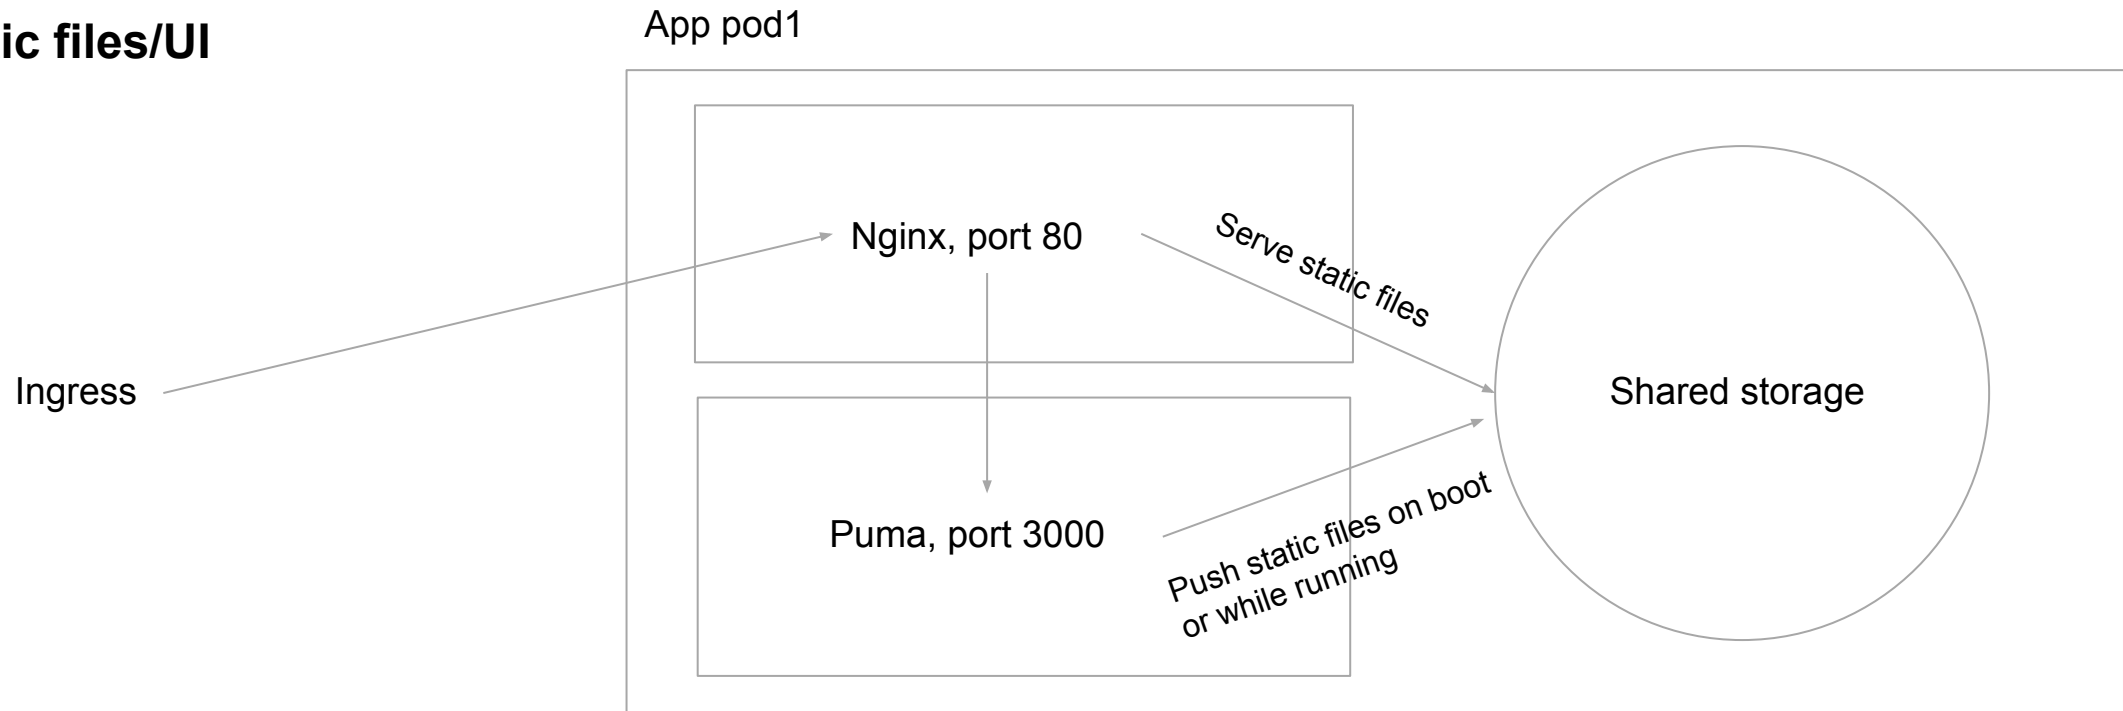 ic files/UI
App pod1
Nginx, port 80
Serve static files
Ingress
Shared storage
Puma, port 3000
Push static files on boot
or while running